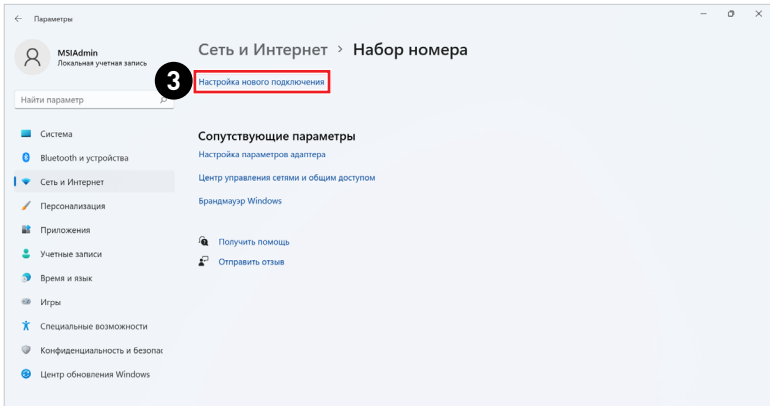 Параметры
MSIAdmin
Локальная учетная запись
Найти параметр
Система
Bluetooth и устройства
Сеть и Интернет
Персонализация
Приложения
Учетные записи
Время и язык
Игры
Специальные возможности
Конфиденциальность и безопас
Центр обновления Windows
Сеть и Интернет > Набор номера
3
Настройка нового подключения
Сопутствующие параметры
Настройка параметров адаптера
Центр управления сетями и общим доступом
Брандмауэр Windows
Получить помощь
Отправить отзыв